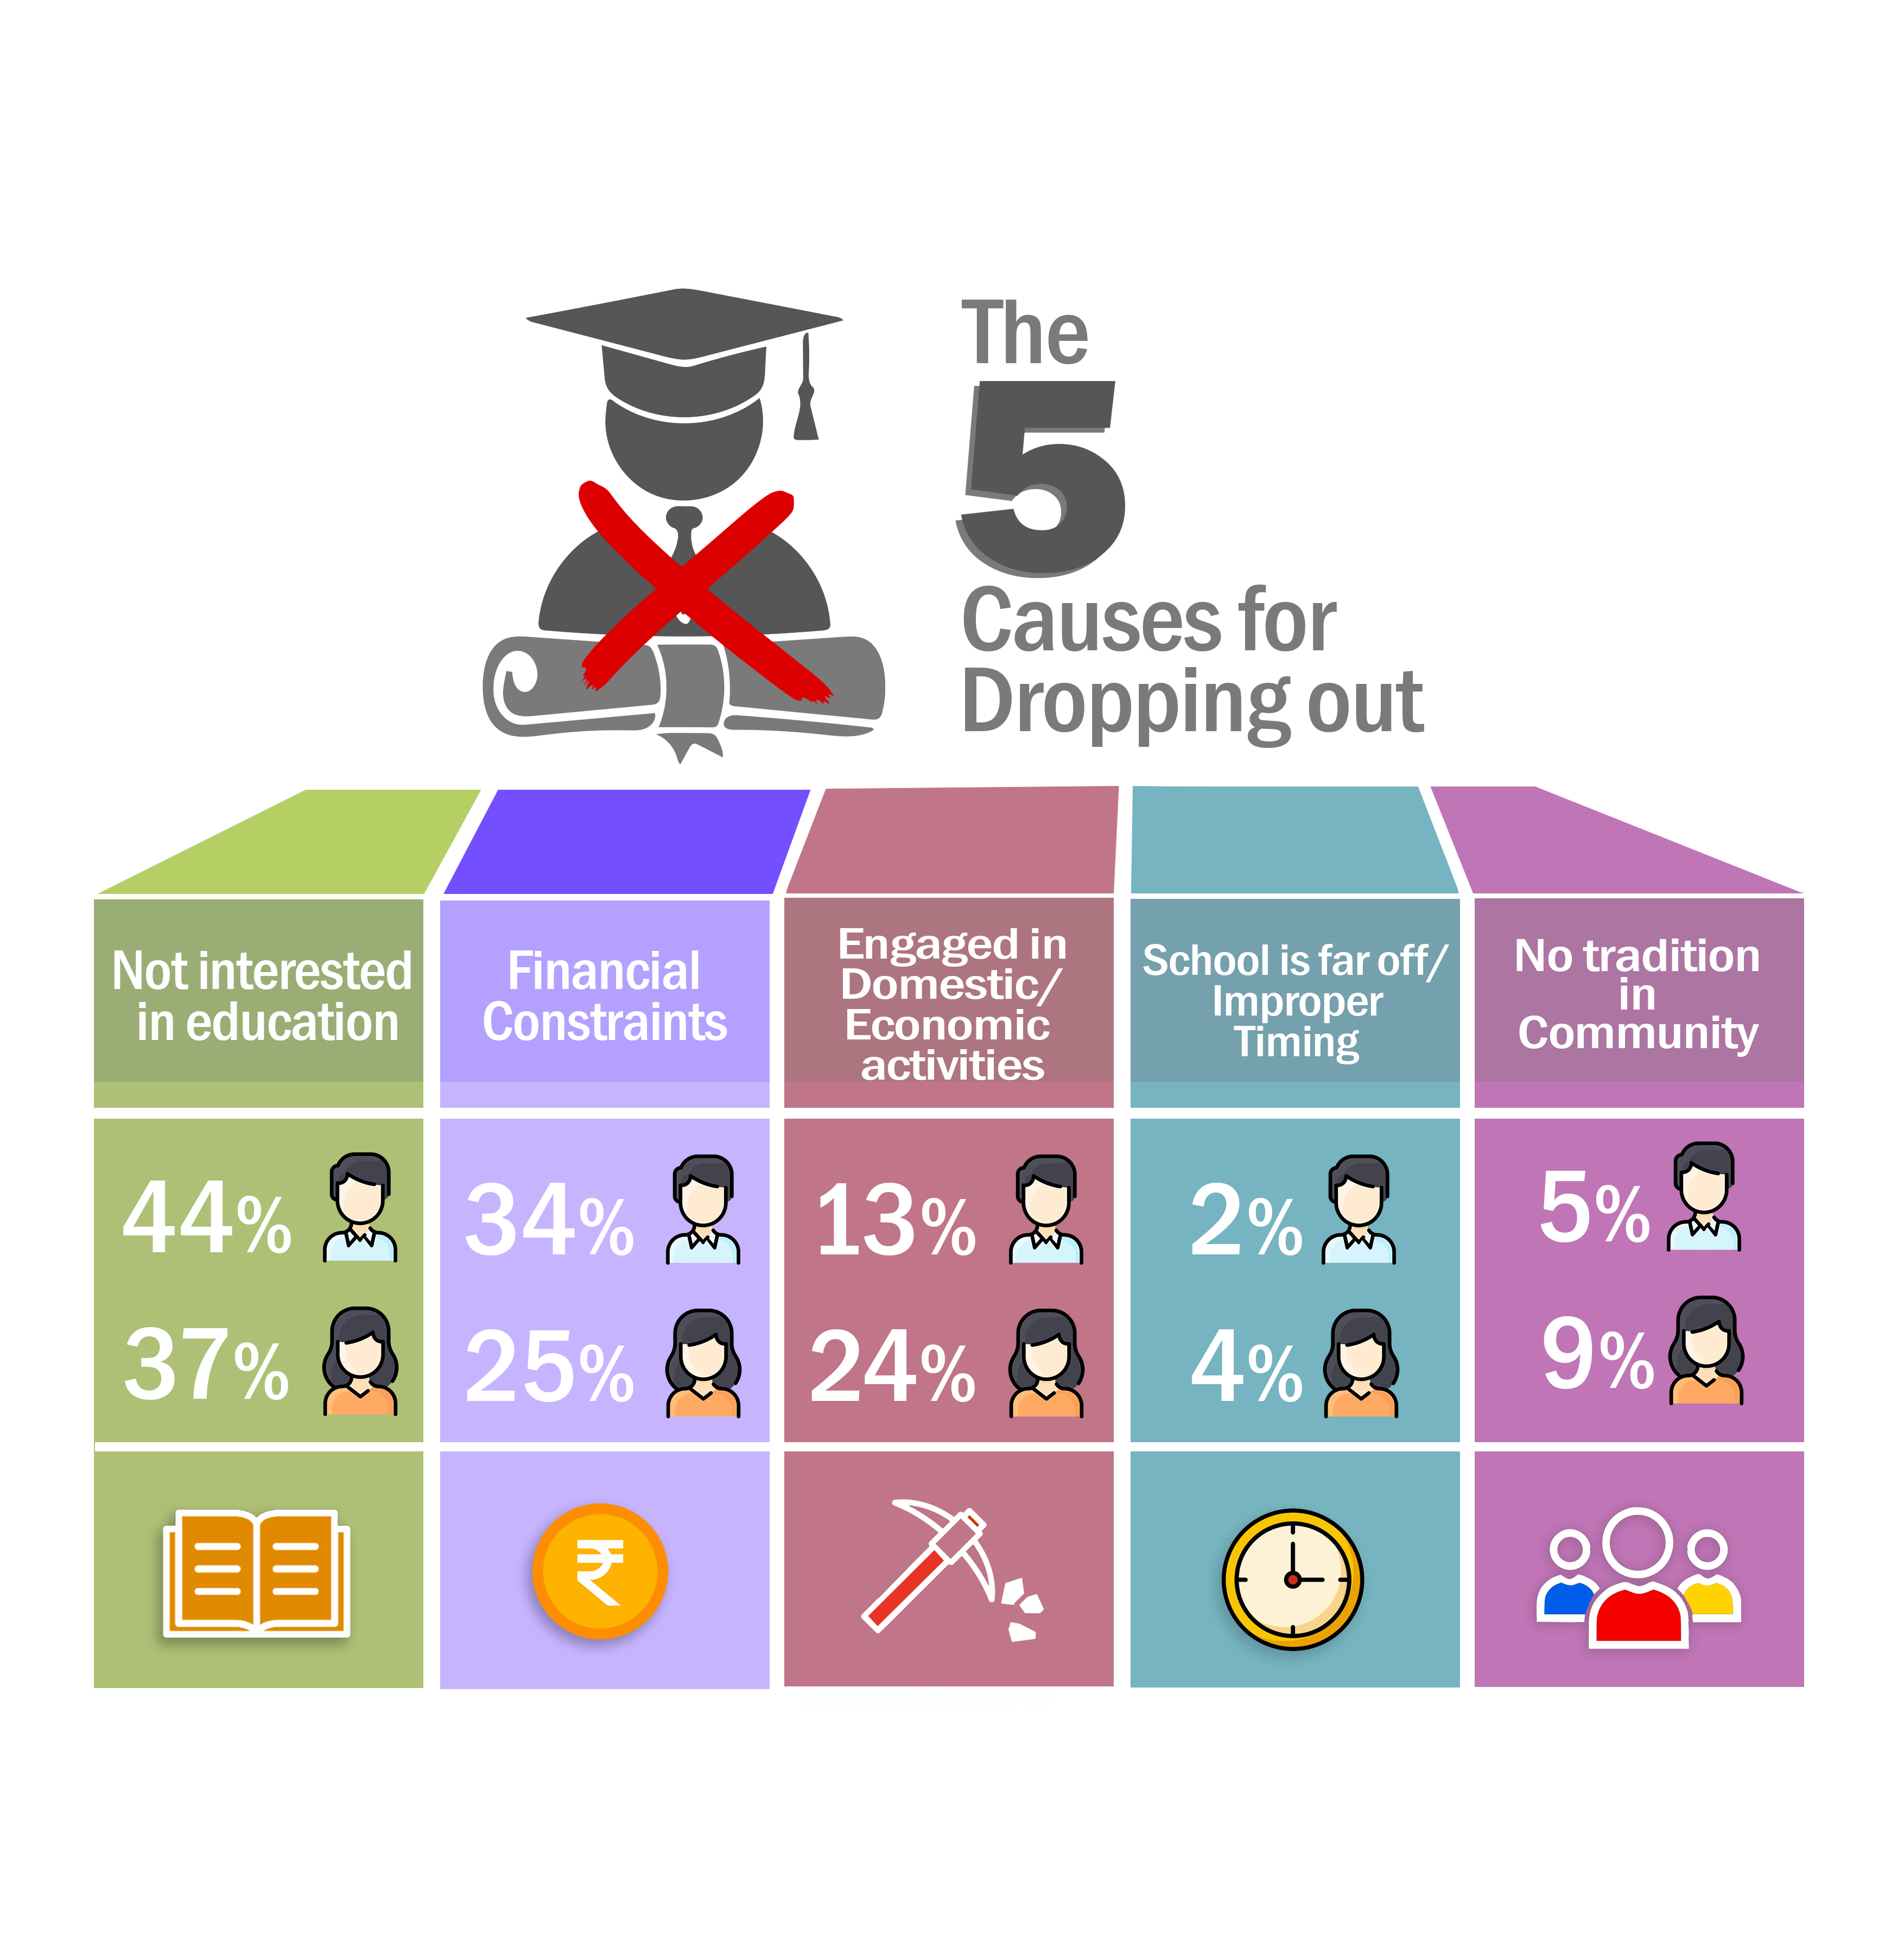 The
5
Causes for
Dropping out
Not interested
in education
Financial
Constraints
Engaged in
Domestic/
Economic
activities
School is far off/
Improper
Timing
No tradition
in
Community
44%
34%
13%
2%
5%
37%
25%
24%
4%
9%
₹